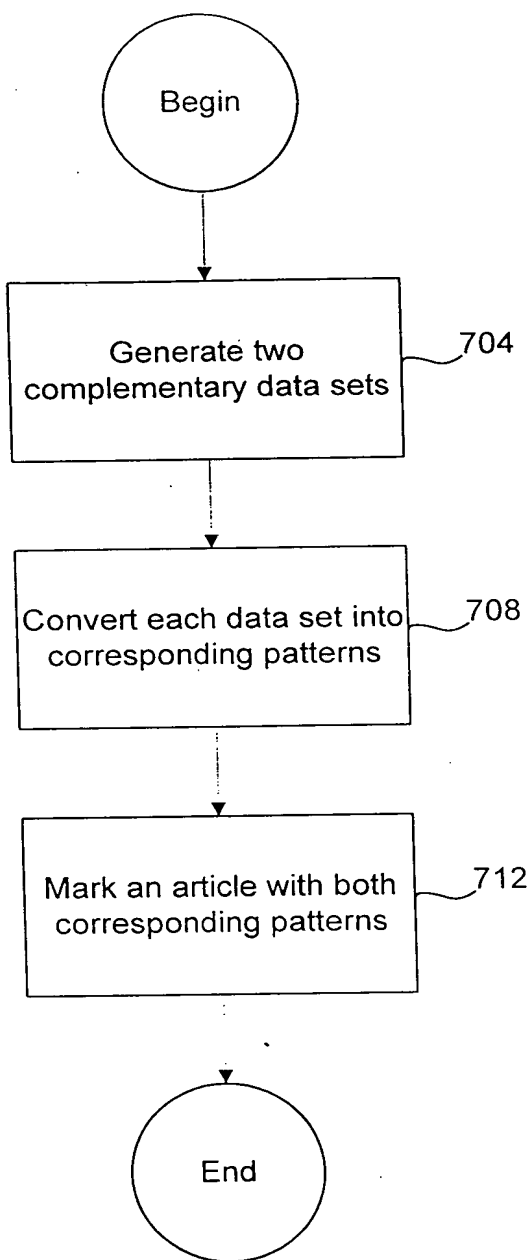 Begin
Generate two
complementary data sets
704
Convert each data set into
corresponding patterns
708
Mark an article with both
corresponding patterns
712
End